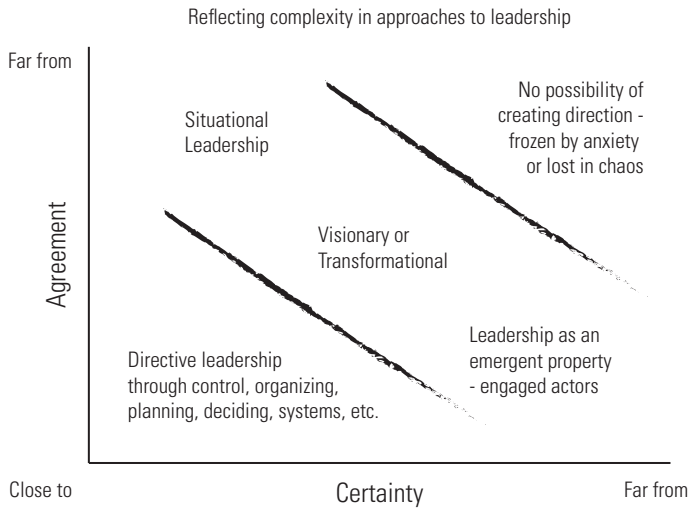 Reflecting complexity in approaches to leadership
Far from
No possibility of
creating direction -
frozen by anxiety
or lost in chaos
Situational
Leadership
Agreement
Visionary or
Transformational
Leadership as an
emergent property
- engaged actors
Directive leadership
through control, organizing,
planning, deciding, systems, etc.
Close to
Certainty
Far from